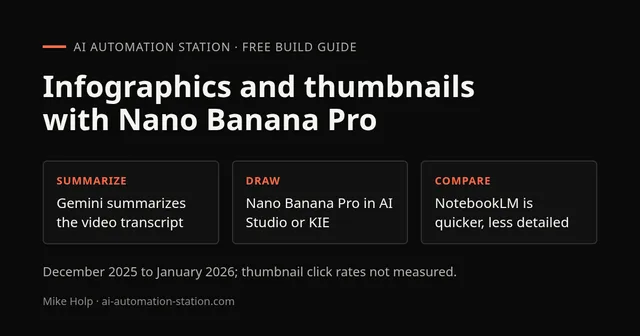 AI AUTOMATION STATION · FREE BUILD GUIDE
Infographics and thumbnails
with Nano Banana Pro
SUMMARIZE
Gemini summarizes
the video transcript
DRAW
Nano Banana Pro in AI
Studio or KIE
COMPARE
NotebookLM is
quicker, less detailed
December 2025 to January 2026; thumbnail click rates not measured.
Mike Holp · ai-automation-station.com